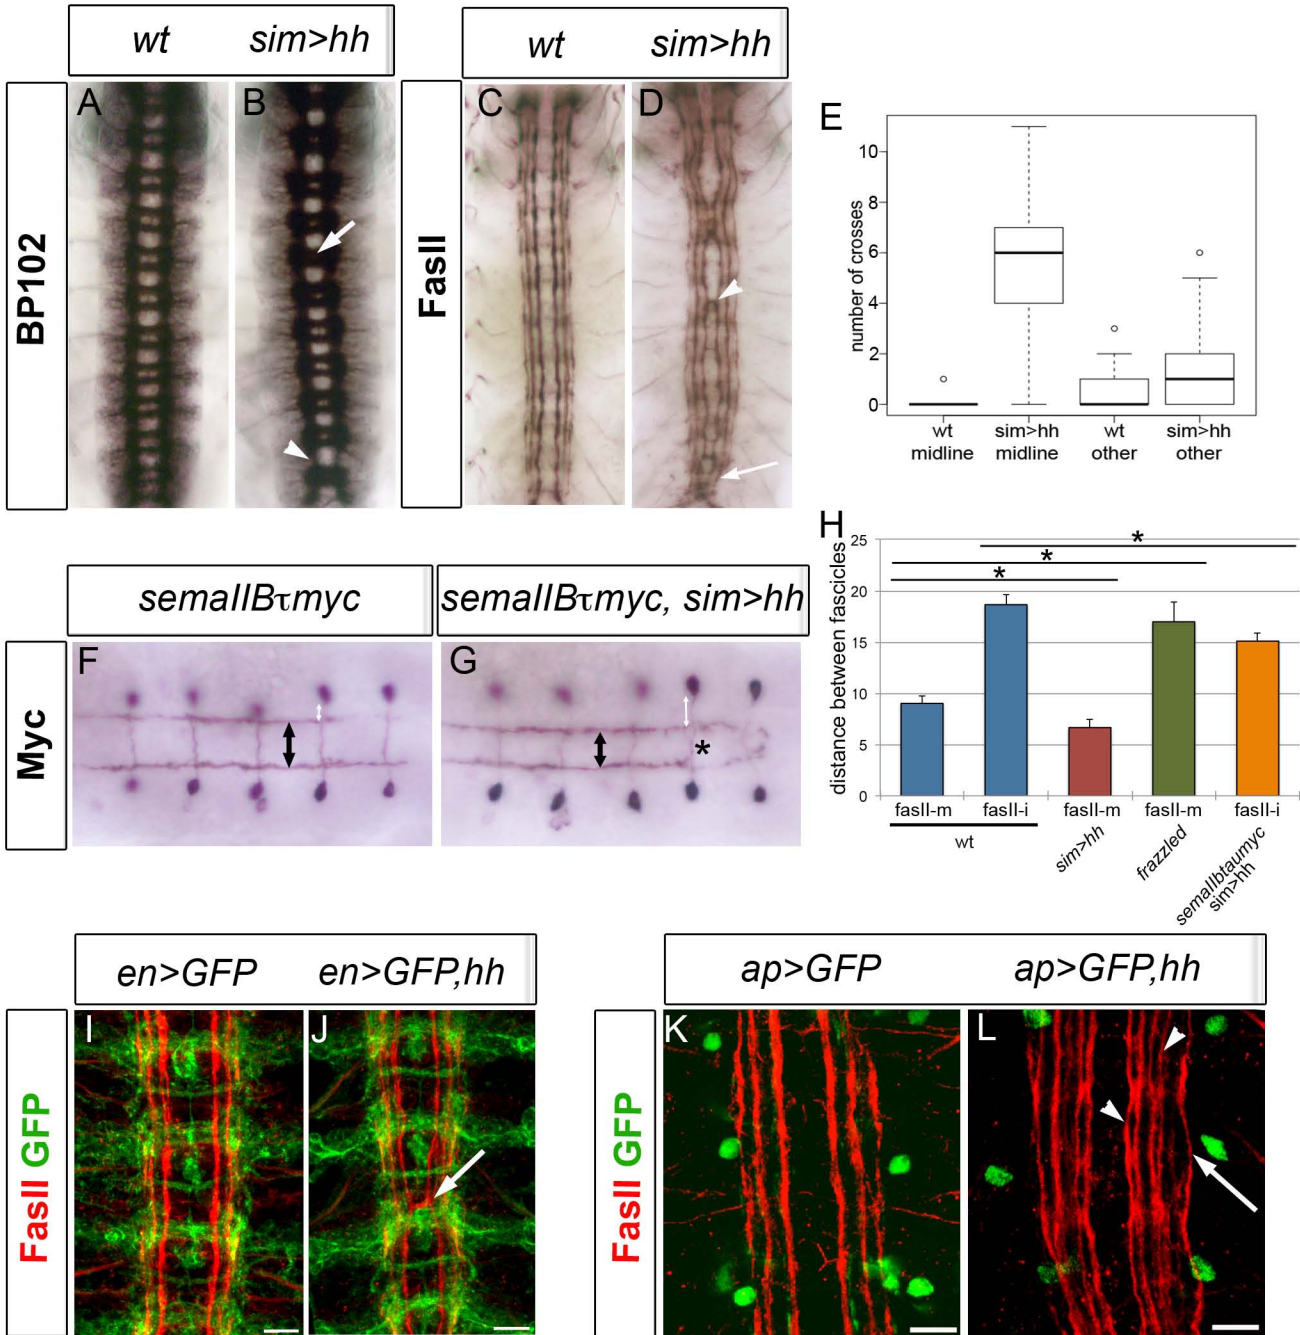 wt sim>hh
wt sim>hh
BP102
A
B
FasII
C
D
E
number of crosses
10
8
6
4
2
0
wt
midline
sim>hh
midline
wt
other
sim>hh
other
semaIIBτmyc
semaIIBτmyc, sim>hh
Myc
F
G
*
H
distance between fascicles
25
20
15
10
5
0
*
*
*
fasII-m
fasII-i
fasII-m
fasII-m
fasII-i
wt
sim>hh
frazzled
semaIIbtaumyc
sim>hh
en>GFP en>GFP,hh
ap>GFP ap>GFP,hh
FasII GFP
I
J
FasII GFP
K
L